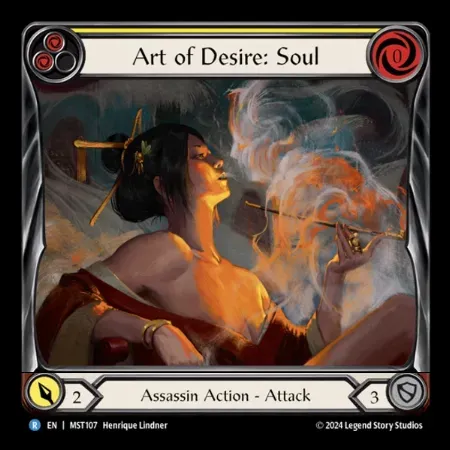 Art of Desire: Soul
0
2
Assassin Action - Attack
3
R EN | MST107 Henrique Lindner
© 2024 Legend Story Studios